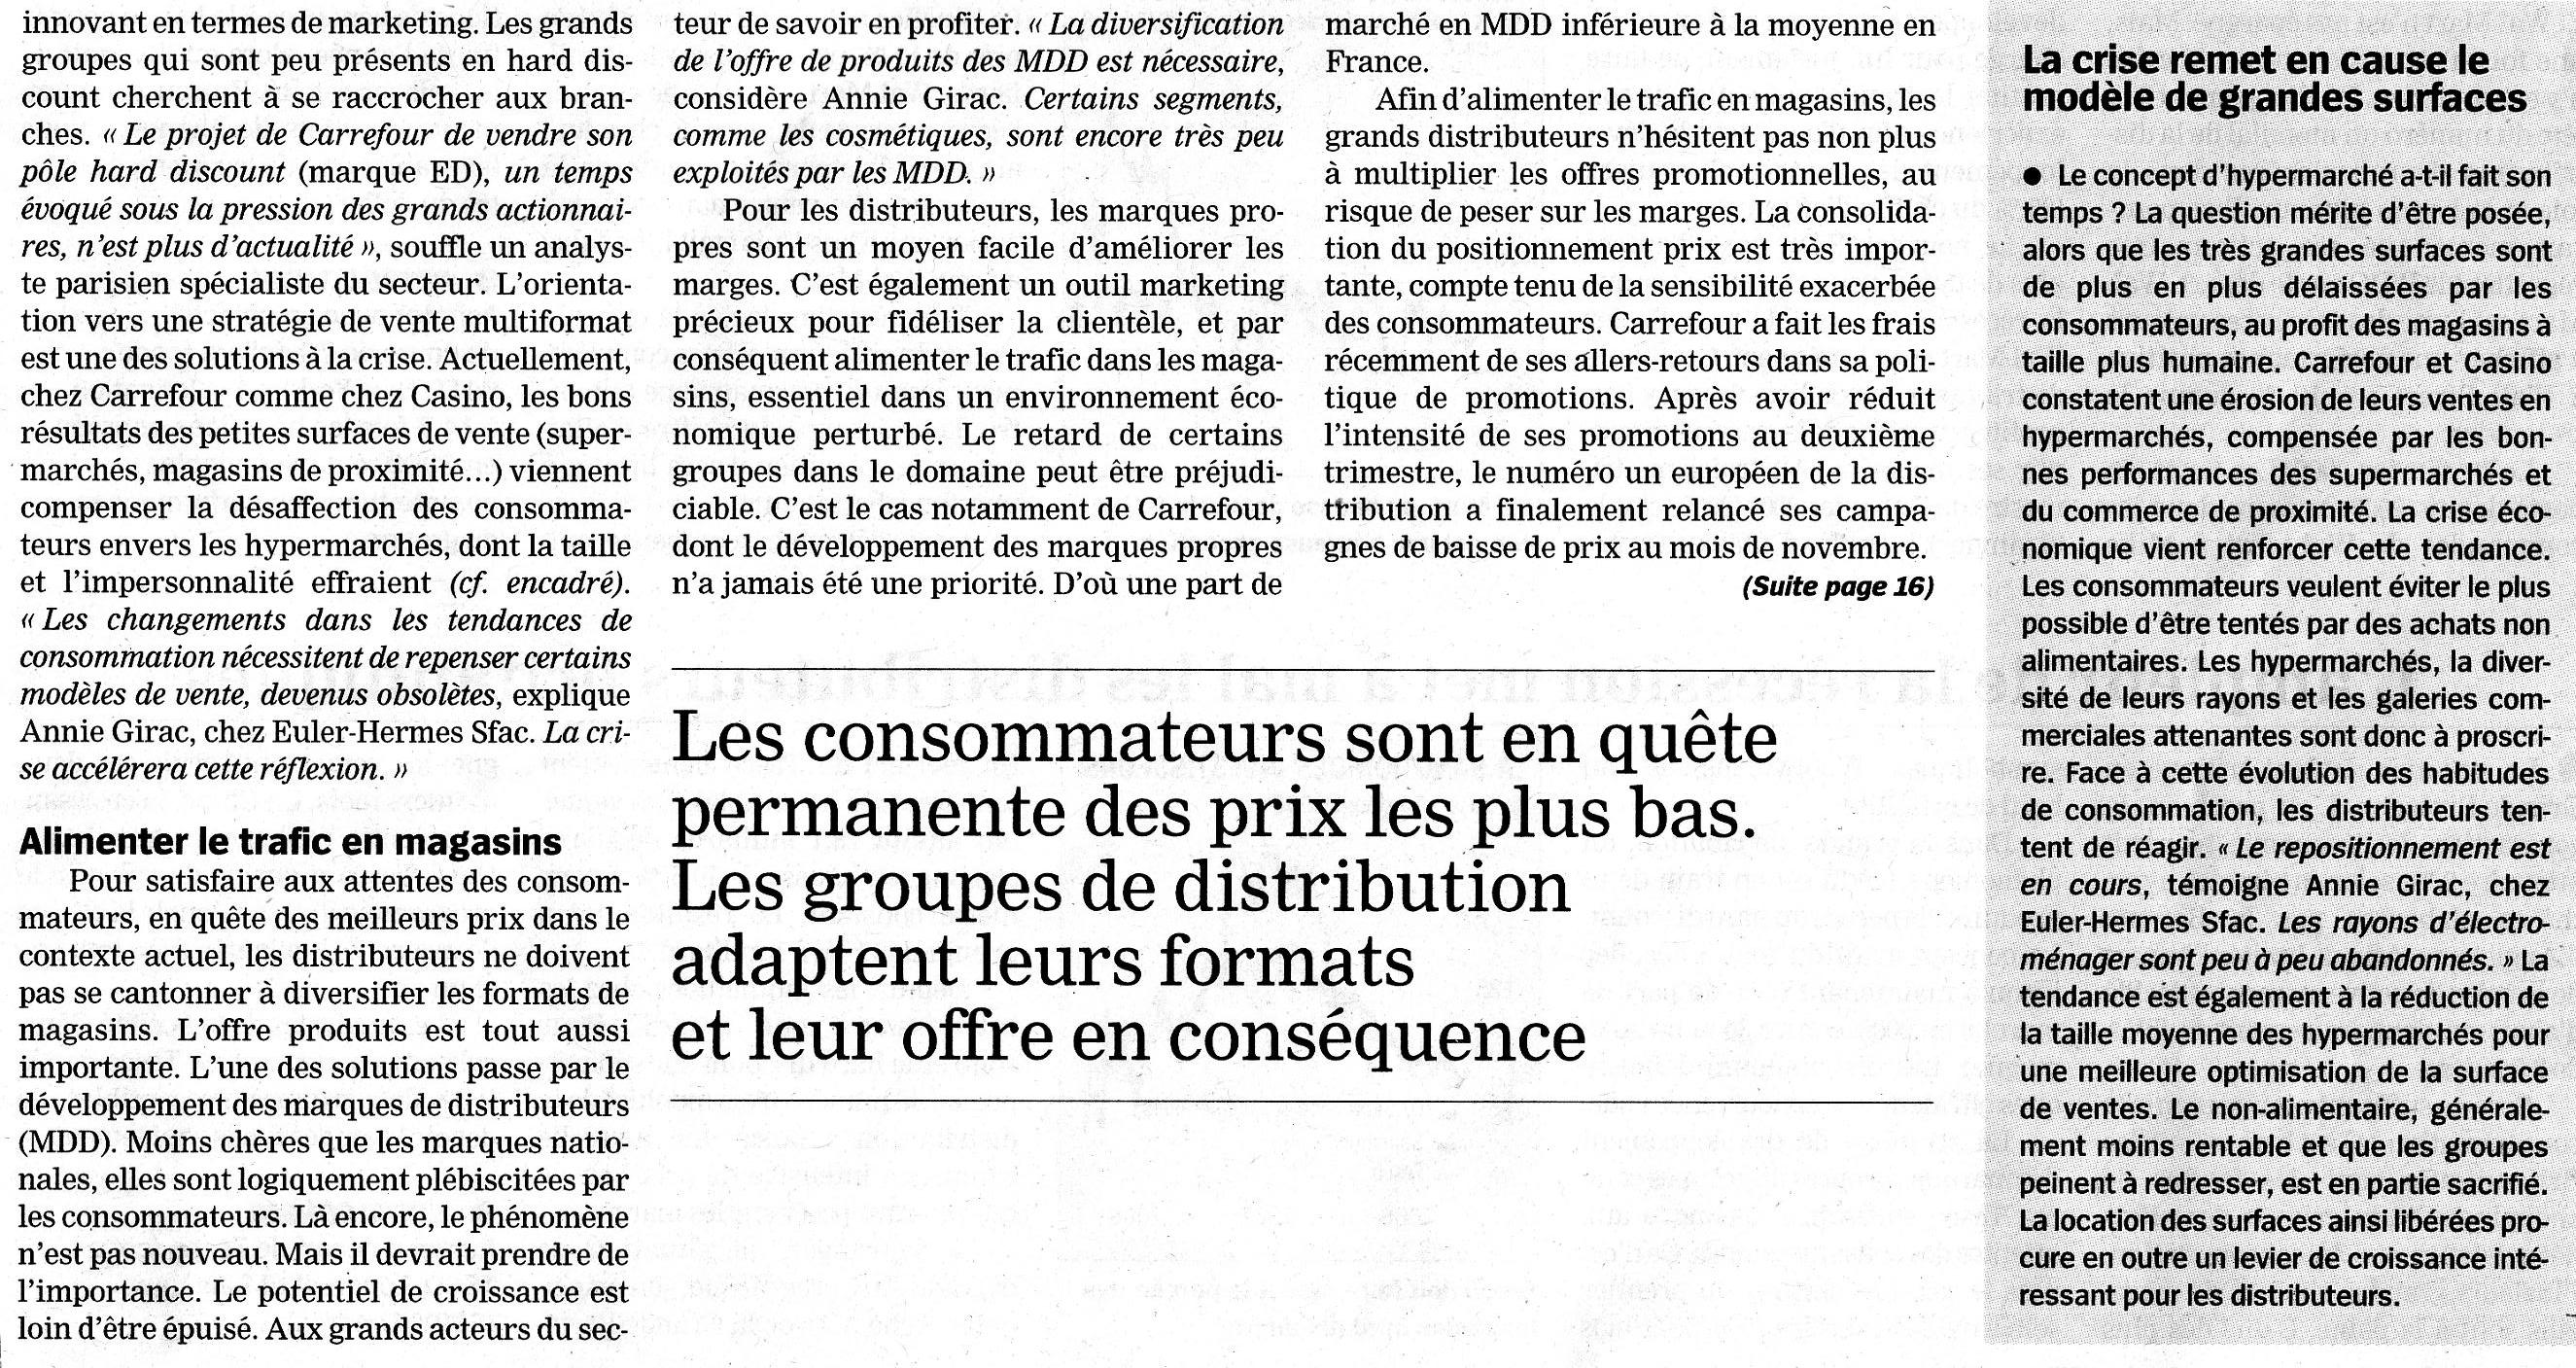 innovant en termes de marketing. Les grands
groupes qui sont peu présents en hard dis-
count cherchent à se raccrocher aux bran-
ches. « Le projet de Carrefour de vendre son
pôle hard discount (marque ED), un temps
évoqué sous la pression des grands actionnai-
res, n'est plus d'actualité », souffle un analys-
te parisien spécialiste du secteur. L'orienta-
tion vers une stratégie de vente multiformat
est une des solutions à la crise. Actuellement,
chez Carrefour comme chez Casino, les bons
résultats des petites surfaces de vente (super-
marchés, magasins de proximité...) viennent
compenser la désaffection des consomma-
teurs envers les hypermarchés, dont la taille
et l'impersonnalité effraient (cf. encadré).
« Les changements dans les tendances de
consommation nécessitent de repenser certains
modèles de vente, devenus obsolètes, explique
Annie Girac, chez Euler-Hermes Sfac. La cri-
se accélérera cette réflexion. »
Alimenter le trafic en magasins
Pour satisfaire aux attentes des consom-
mateurs, en quête des meilleurs prix dans le
contexte actuel, les distributeurs ne doivent
pas se cantonner à diversifier les formats de
magasins. L'offre produits est tout aussi
importante. L'une des solutions passe par le
développement des marques de distributeurs
(MDD). Moins chères que les marques natio-
nales, elles sont logiquement plébiscitées par
les consommateurs. Là encore, le phénomène
n'est pas nouveau. Mais il devrait prendre de
l'importance. Le potentiel de croissance est
loin d'être épuisé. Aux grands acteurs du sec-
teur de savoir en profiter. « La diversification
de l'offre de produits des MDD est nécessaire,
considère Annie Girac. Certains segments,
comme les cosmétiques, sont encore très peu
exploités par les MDD. »
Pour les distributeurs, les marques pro-
pres sont un moyen facile d'améliorer les
marges. C'est également un outil marketing
précieux pour fidéliser la clientèle, et par
conséquent alimenter le trafic dans les maga-
sins, essentiel dans un environnement éco-
nomique perturbé. Le retard de certains
groupes dans le domaine peut être préjudi-
ciable. C'est le cas notamment de Carrefour,
dont le développement des marques propres
n'a jamais été une priorité. D'où une part de
marché en MDD inférieure à la moyenne en
France.
Afin d'alimenter le trafic en magasins, les
grands distributeurs n'hésitent pas non plus
à multiplier les offres promotionnelles, au
risque de peser sur les marges. La consolida-
tion du positionnement prix est très impor-
tante, compte tenu de la sensibilité exacerbée
des consommateurs. Carrefour a fait les frais
récemment de ses allers-retours dans sa poli-
tique de promotions. Après avoir réduit
l'intensité de ses promotions au deuxième
trimestre, le numéro un européen de la dis-
tribution a finalement relancé ses campa-
gnes de baisse de prix au mois de novembre.
(Suite page 16)
Les consommateurs sont en quête
permanente des prix les plus bas.
Les groupes de distribution
adaptent leurs formats
et leur offre en conséquence
La crise remet en cause le
modèle de grandes surfaces
● Le concept d'hypermarché a-t-il fait son
temps ? La question mérite d'être posée,
alors que les très grandes surfaces sont
de plus en plus délaissées par les
consommateurs, au profit des magasins à
taille plus humaine. Carrefour et Casino
constatent une érosion de leurs ventes en
hypermarchés, compensée par les bon-
nes performances des supermarchés et
du commerce de proximité. La crise éco-
nomique vient renforcer cette tendance.
Les consommateurs veulent éviter le plus
possible d'être tentés par des achats non
alimentaires. Les hypermarchés, la diver-
sité de leurs rayons et les galeries com-
merciales attenantes sont donc à proscri-
re. Face à cette évolution des habitudes
de consommation, les distributeurs ten-
tent de réagir. « Le repositionnement est
en cours, témoigne Annie Girac, chez
Euler-Hermes Sfac. Les rayons d'électro-
ménager sont peu à peu abandonnés. » La
tendance est également à la réduction de
la taille moyenne des hypermarchés pour
une meilleure optimisation de la surface
de ventes. Le non-alimentaire, générale-
ment moins rentable et que les groupes
peinent à redresser, est en partie sacrifié.
La location des surfaces ainsi libérées pro-
cure en outre un levier de croissance inté-
ressant pour les distributeurs.